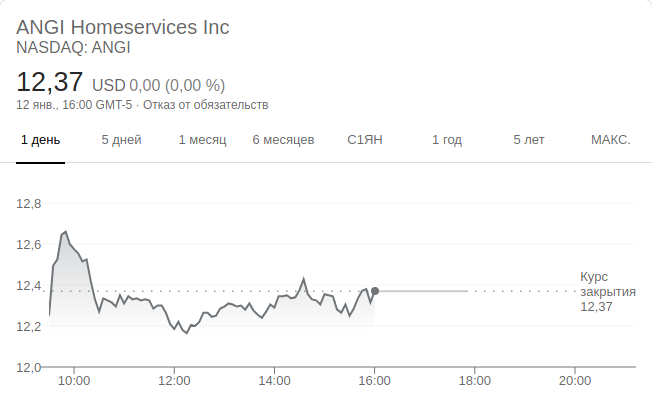 ANGI Homeservices Inc
NASDAQ: ANGI
12,37 USD 0,00 (0,00 %)
12 янв., 16:00 GMT-5 · Отказ от обязательств
1 день 5 дней 1 месяц 6 месяцев С1ЯН 1 год 5 лет МАКС.
12,8
12,6
12,4
12,2
12,0
Курс
закрытия
12,37
10:00 12:00 14:00 16:00 18:00 20:00